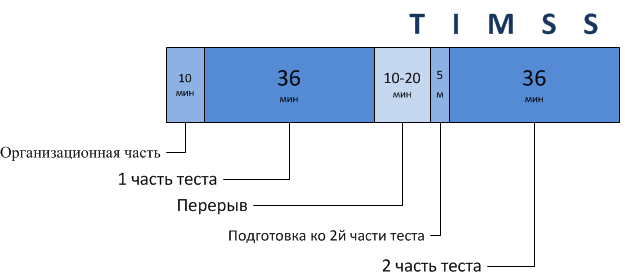 T I M S S
10 36 10-20 5 36
мин мин мин м мин
Организационная часть
1 часть теста
Перерыв
Подготовка ко 2й части теста
2 часть теста